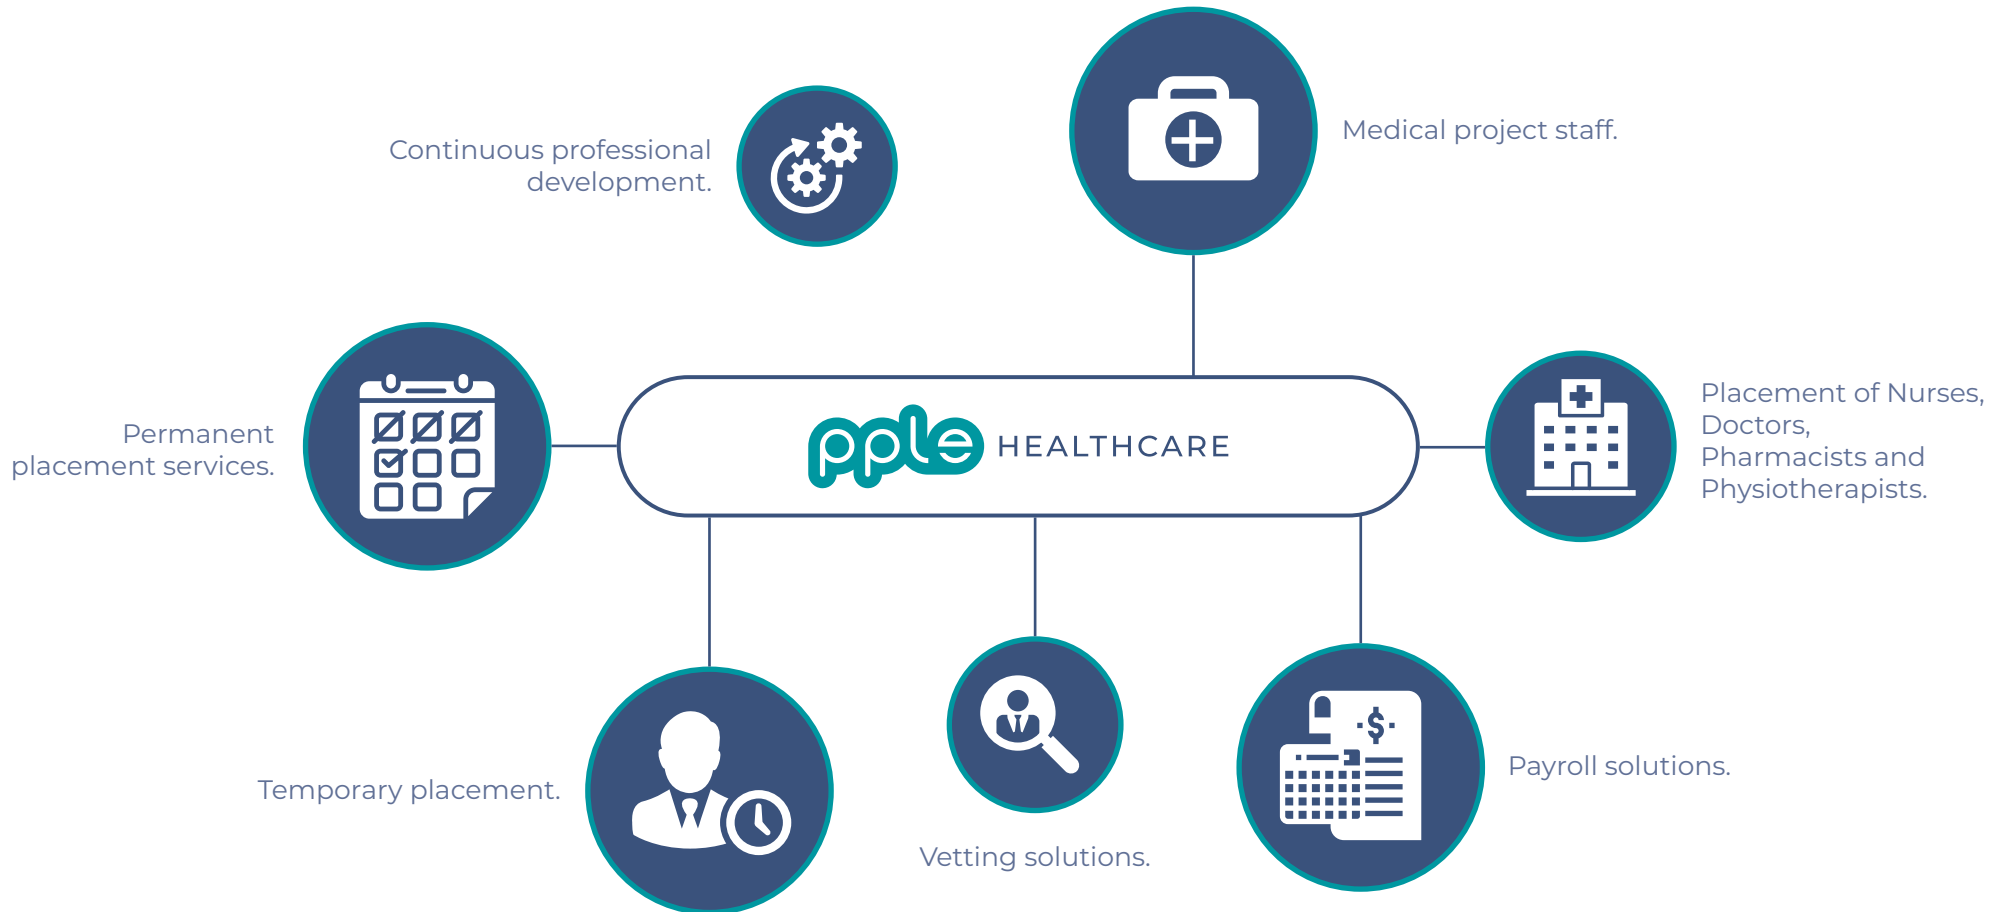 Medical project staff.
Continuous professional
development.
Placement of Nurses,
Doctors,
Pharmacists and
Physiotherapists.
Permanent
placement services.
pple HEALTHCARE
$
Temporary placement.
Payroll solutions.
Vetting solutions.